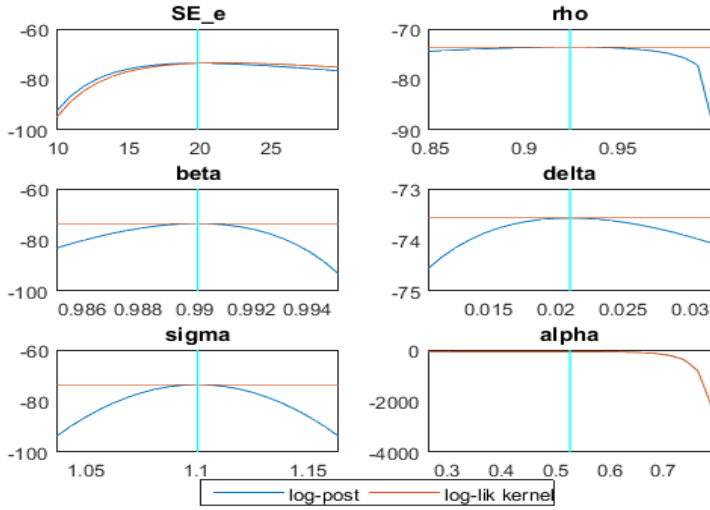 SE_e
-60
-80
-100
10 15 20 25
rho
-70
-80
-90
0.85 0.9 0.95
beta
-60
-80
-100
0.986 0.988 0.99 0.992 0.994
delta
-73
-74
-75
0.015 0.02 0.025 0.03
sigma
-60
-80
-100
1.05 1.1 1.15
alpha
0
-2000
-4000
0.3 0.4 0.5 0.6 0.7
log-post log-lik kernel